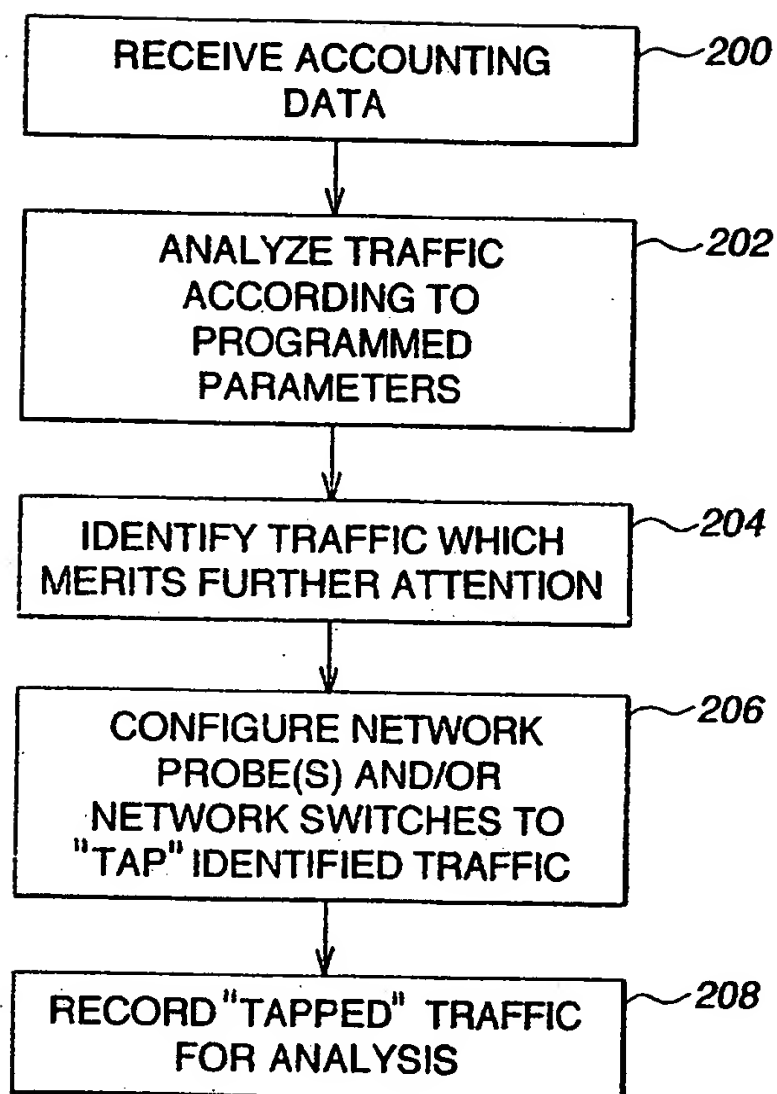 RECEIVE ACCOUNTING
DATA
200
ANALYZE TRAFFIC
ACCORDING TO
PROGRAMMED
PARAMETERS
202
IDENTIFY TRAFFIC WHICH
MERITS FURTHER ATTENTION
204
CONFIGURE NETWORK
PROBE(S) AND/OR
NETWORK SWITCHES TO
"TAP" IDENTIFIED TRAFFIC
206
RECORD "TAPPED" TRAFFIC
FOR ANALYSIS
208